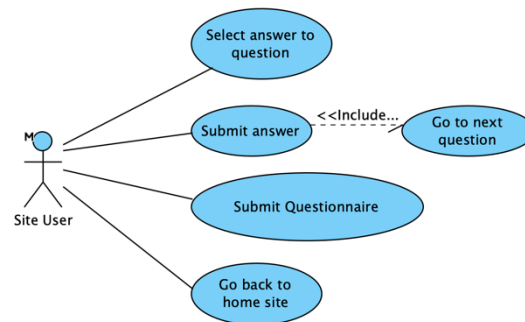 Select answer to
question
<<Include...
Submit answer
Go to next
question
M
Site User
Submit Questionnaire
Go back to
home site